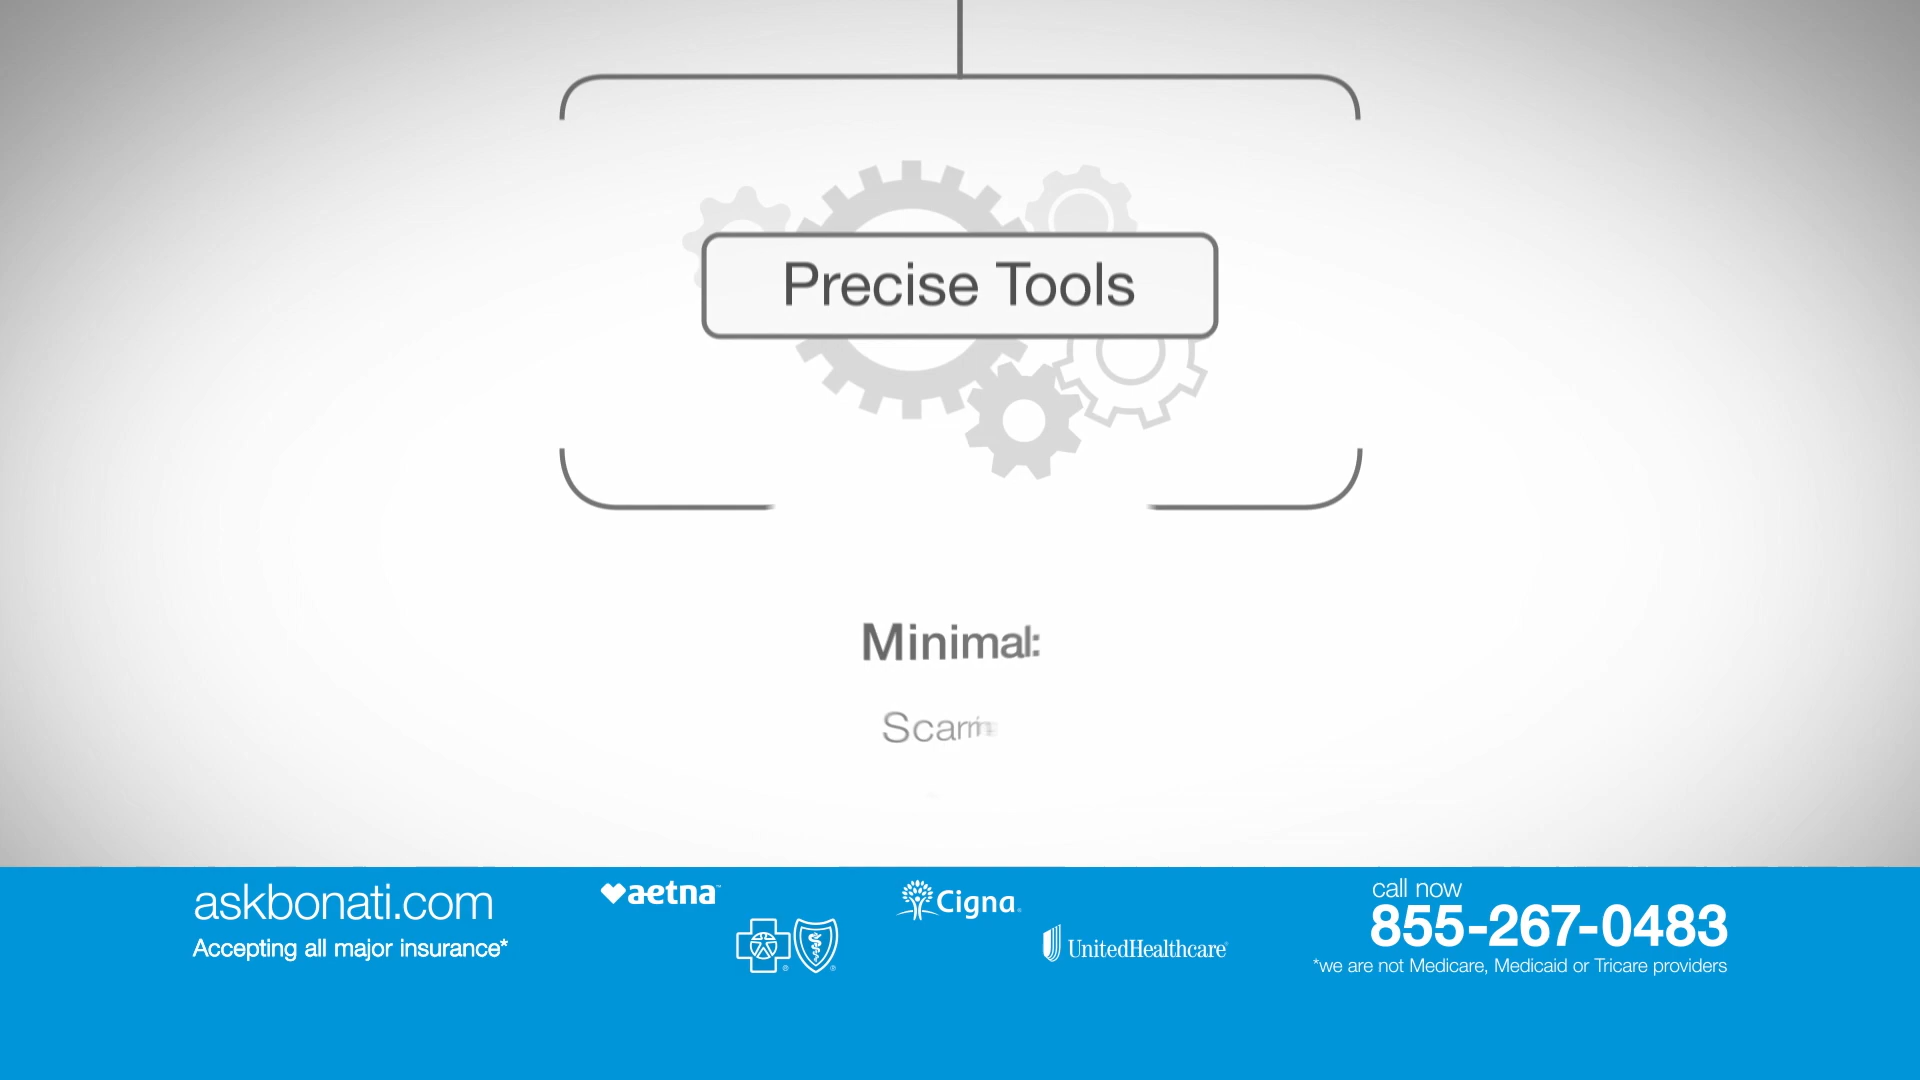 Precise Tools
Minimal:
askbonati.com
Accepting all major insurance*
aetna
Cigna
UnitedHealthcare
call now
855-267-0483
*we are not Medicare, Medicaid or Tricare providers